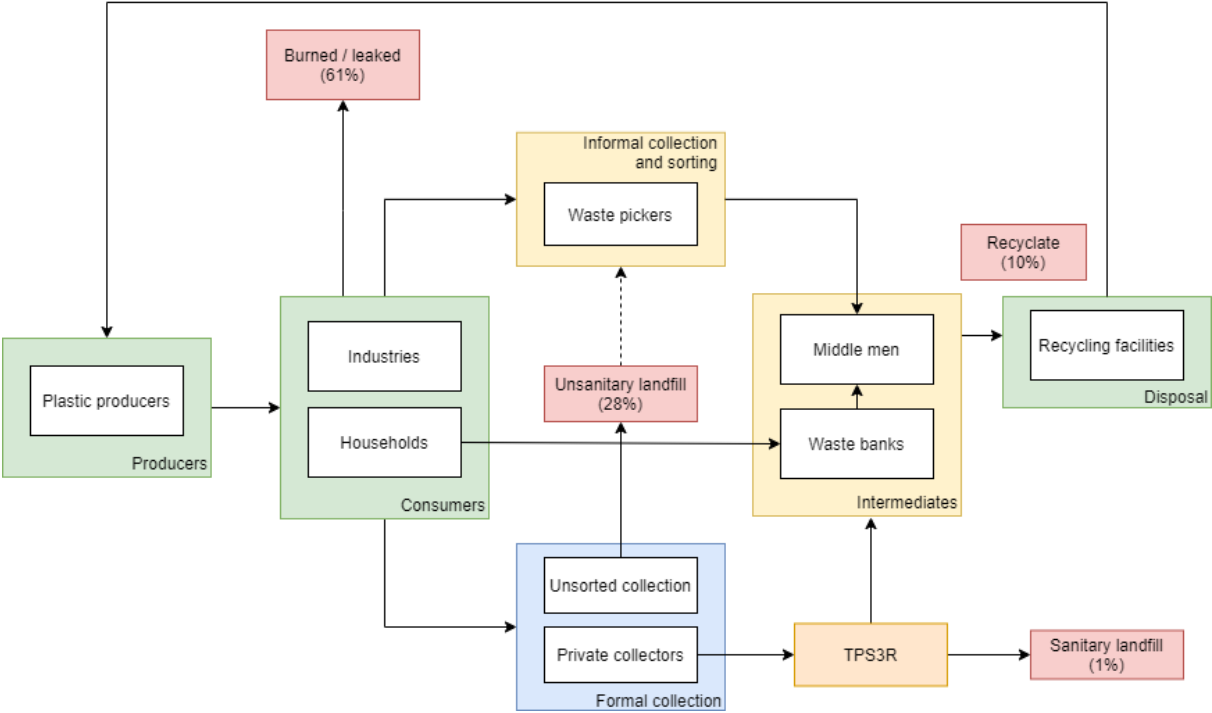 Burned / leaked
(61%)
Informal collection
and sorting
Waste pickers
Recyclate
(10%)
Industries
Middle men
Recycling facilities
Unsanitary landfill
(28%)
Plastic producers
Disposal
Households
Waste banks
Producers
Consumers
Intermediates
Unsorted collection
Private collectors
TPS3R
Sanitary landfill
(1%)
Formal collection